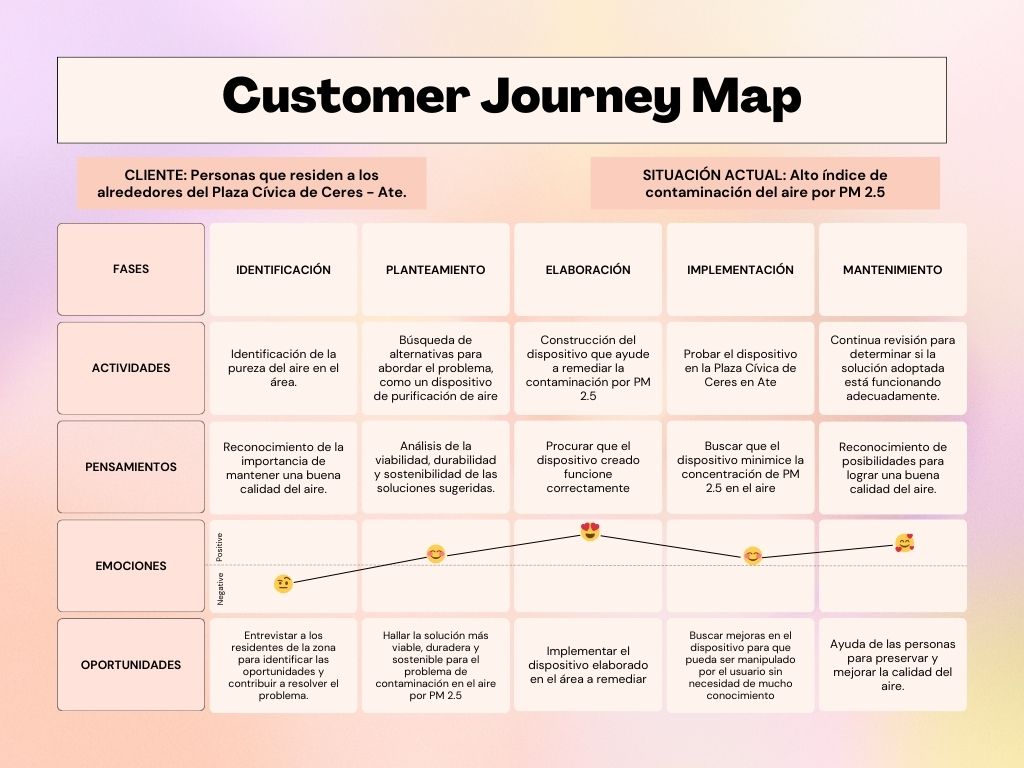 Customer Journey Map
CLIENTE: Personas que residen a los
alrededores del Plaza Cívica de Ceres - Ate.
SITUACIÓN ACTUAL: Alto índice de
contaminación del aire por PM 2.5
FASES
IDENTIFICACIÓN
PLANTEAMIENTO
ELABORACIÓN
IMPLEMENTACIÓN
MANTENIMIENTO
ACTIVIDADES
Identificación de la
pureza del aire en el
área.
Búsqueda de
alternativas para
abordar el problema,
como un dispositivo
de purificación de aire
Construcción del
dispositivo que ayude
a remediar la
contaminación por PM
2.5
Probar el dispositivo
en la Plaza Cívica de
Ceres en Ate
Continua revisión para
determinar si la
solución adoptada
está funcionando
adecuadamente.
PENSAMIENTOS
Reconocimiento de la
importancia de
mantener una buena
calidad del aire.
Análisis de la
viabilidad, durabilidad
y sostenibilidad de las
soluciones sugeridas.
Procurar que el
dispositivo creado
funcione
correctamente
Buscar que el
dispositivo minimice la
concentración de PM
2.5 en el aire
Reconocimiento de
posibilidades para
lograr una buena
calidad del aire.
EMOCIONES
Positive
Negative
OPORTUNIDADES
Entrevistar a los
residentes de la zona
para identificar las
oportunidades y
contribuir a resolver el
problema.
Hallar la solución más
viable, duradera y
sostenible para el
problema de
contaminación en el aire
por PM 2.5
Implementar el
dispositivo elaborado
en el área a remediar
Buscar mejoras en el
dispositivo para que
pueda ser manipulado
por el usuario sin
necesidad de mucho
conocimiento
Ayuda de las personas
para preservar y
mejorar la calidad del
aire.